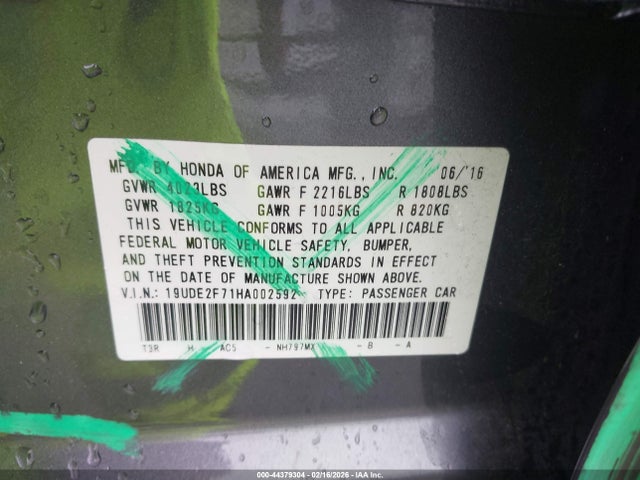 MFD. BY HONDA OF AMERICA MFG., INC. 06/'16
GVWR 4023LBS GAWR F 2216LBS R 1808LBS
GVWR 1825KG GAWR F 1005KG R 820KG
THIS VEHICLE CONFORMS TO ALL APPLICABLE
FEDERAL MOTOR VEHICLE SAFETY, BUMPER,
AND THEFT PREVENTION STANDARDS IN EFFECT
ON THE DATE OF MANUFACTURE SHOWN ABOVE.
V.I.N.: 19UDE2F71HA002592 TYPE: PASSENGER CAR
T3R H AC5 - NH797MX - B - A
000-44379304 - 02/16/2026 - IAA Inc.